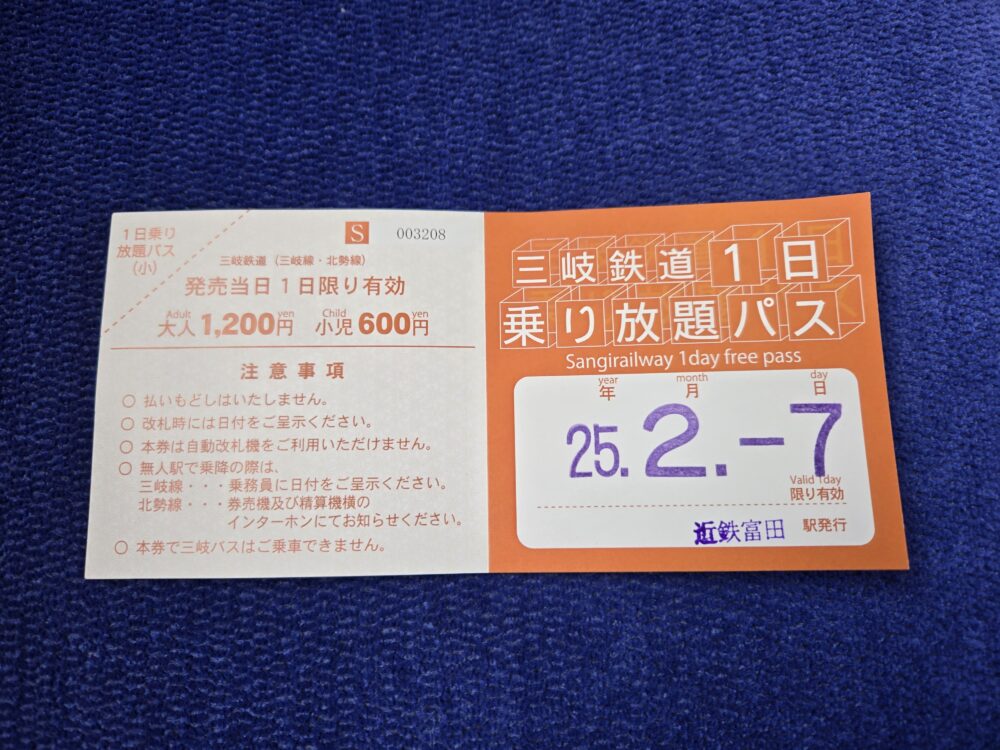 1日乗り
放題パス
(小)
S 003208
三岐鉄道(三岐線・北勢線)
発売当日1日限り有効
Adult yen Child yen
大人1,200円 小児600円
注意事項
○ 払いもどしはいたしません。
○ 改札時には日付をご呈示ください。
○ 本券は自動改札機をご利用いただけません。
○ 無人駅で乗降の際は、
三岐線・・・乗務員に日付をご呈示ください。
北勢線・・・券売機及び精算機横の
インターホンにてお知らせください。
○ 本券で三岐バスはご乗車できません。
三岐鉄道1日
乗り放題パス
Sangirailway 1day free pass
year month day
年 月 日
25.2.-7
Valid 1day
限り有効
近鉄富田 駅発行